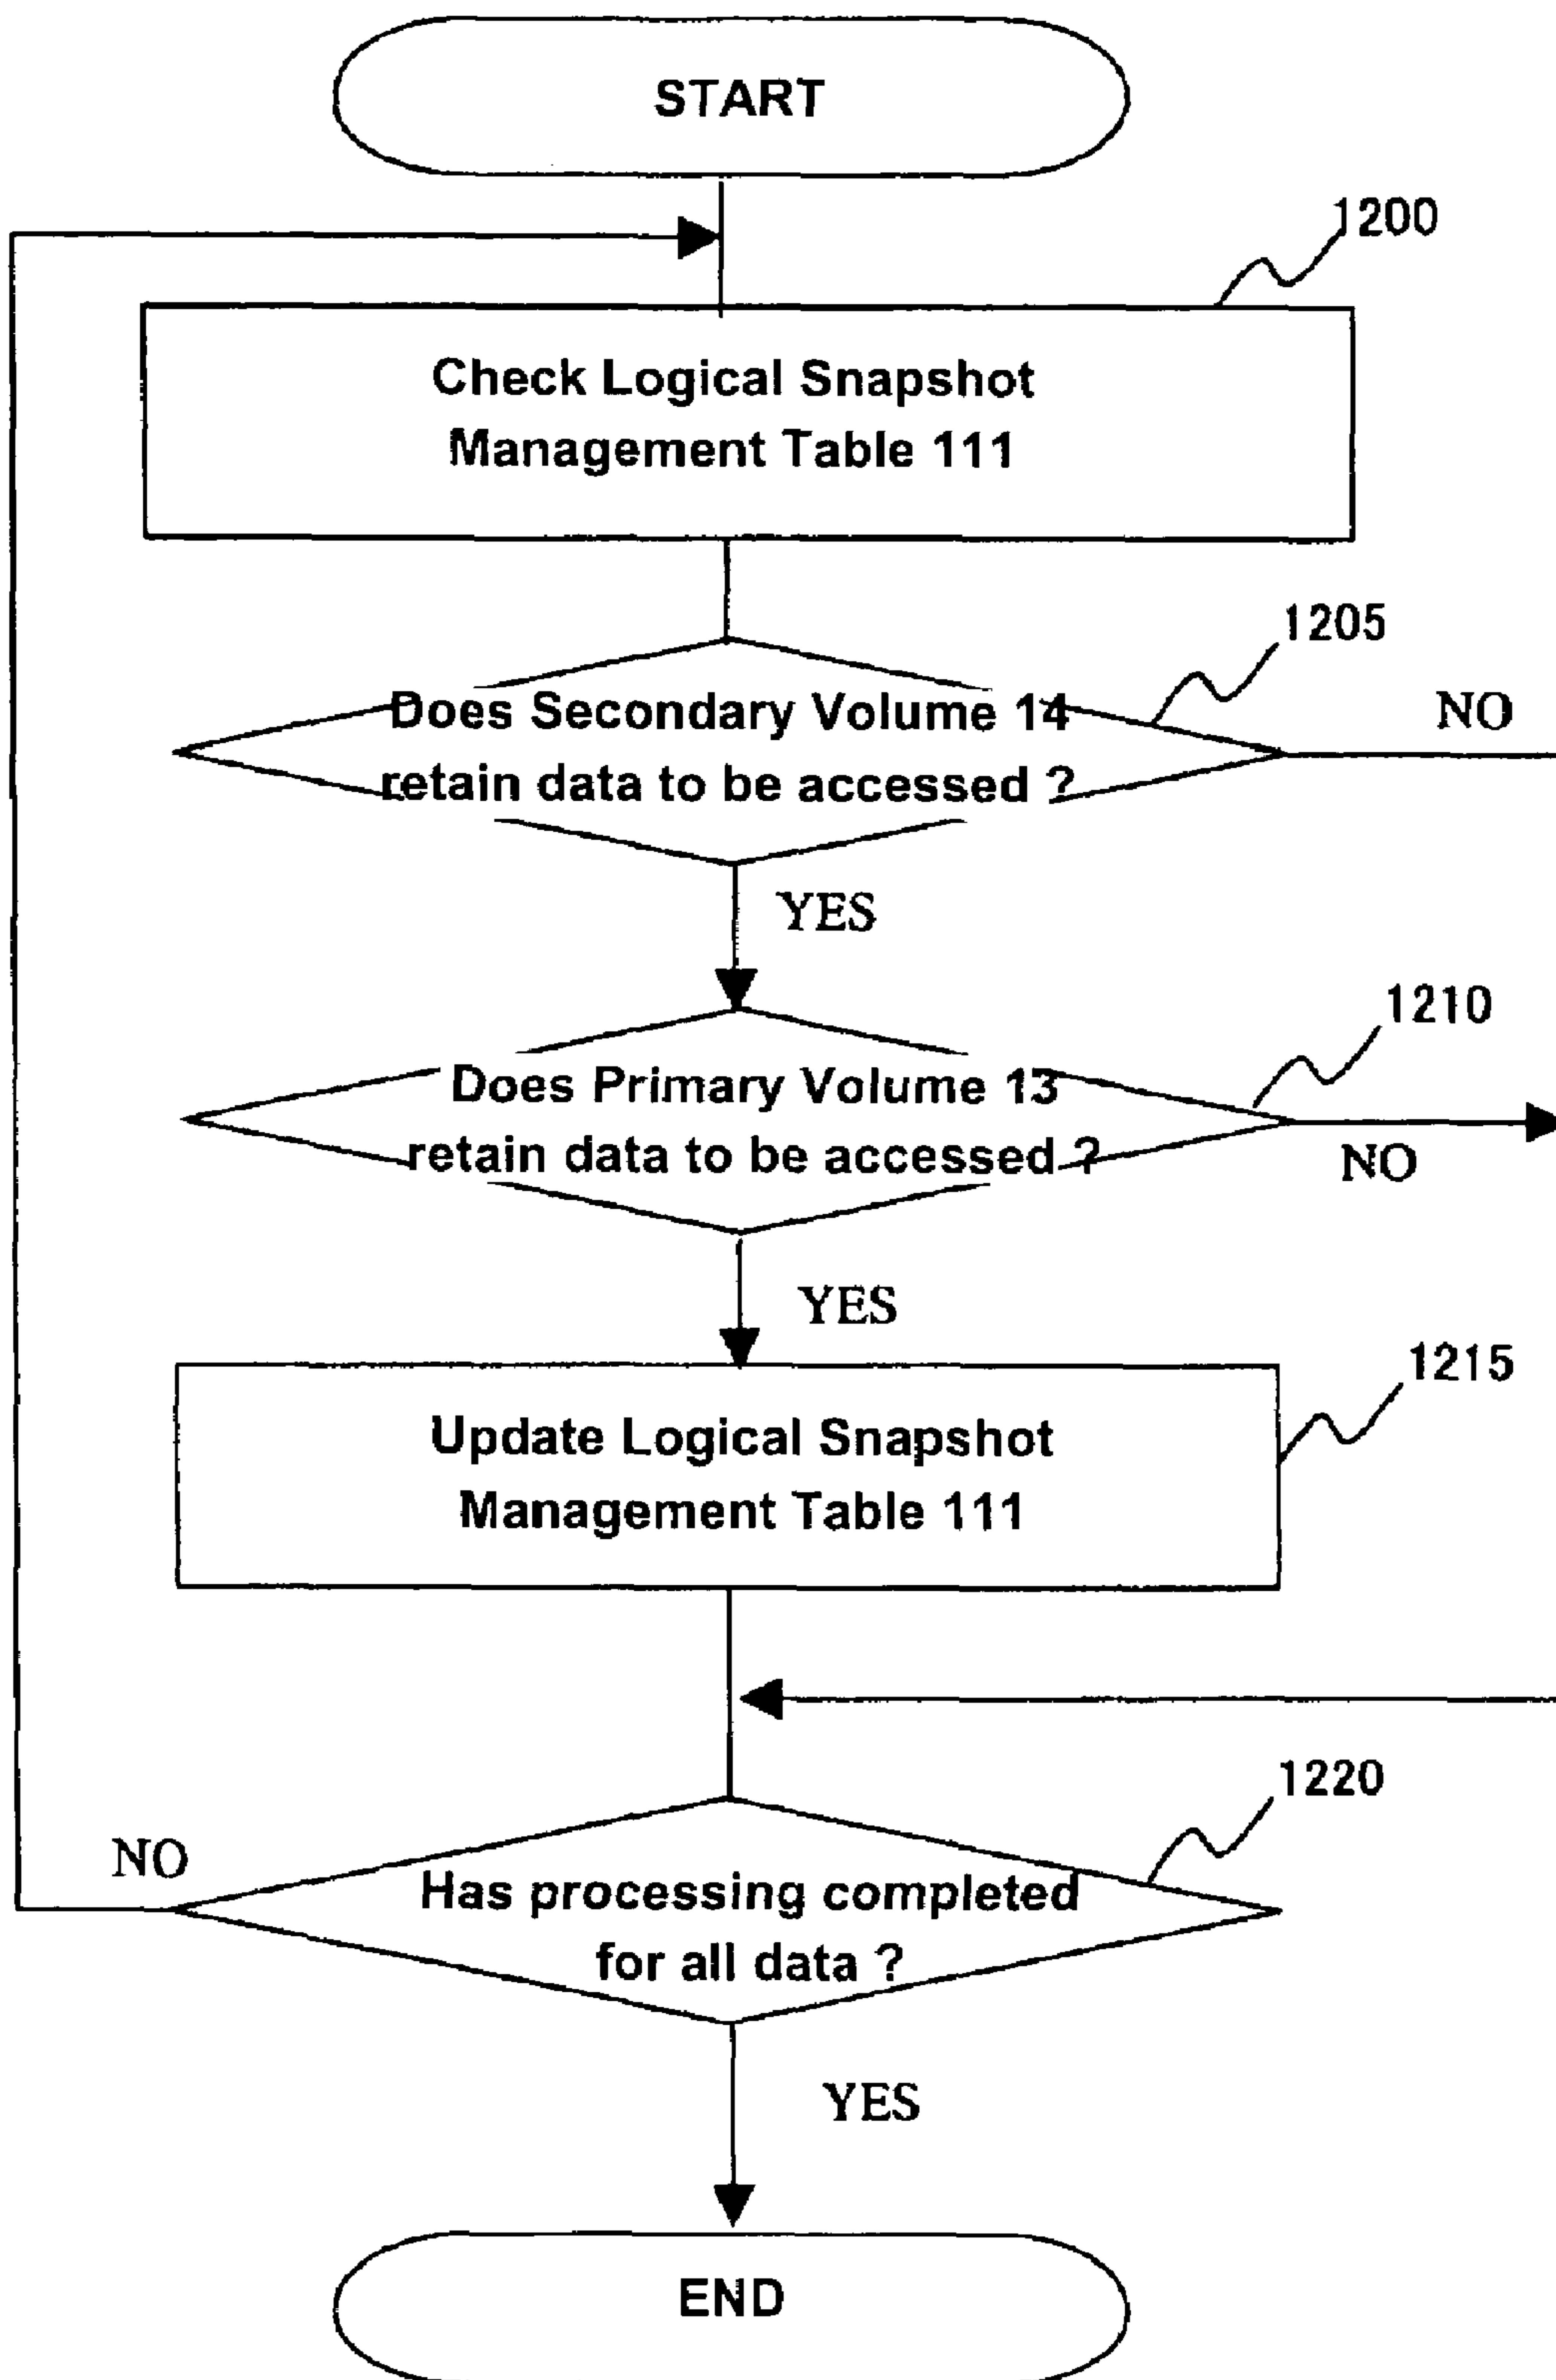 START
1200
Check Logical Snapshot
Management Table 111
1205
Does Secondary Volume 14
retain data to be accessed ?
NO
YES
1210
Does Primary Volume 13
retain data to be accessed ?
NO
YES
1215
Update Logical Snapshot
Management Table 111
1220
NO
Has processing completed
for all data ?
YES
END